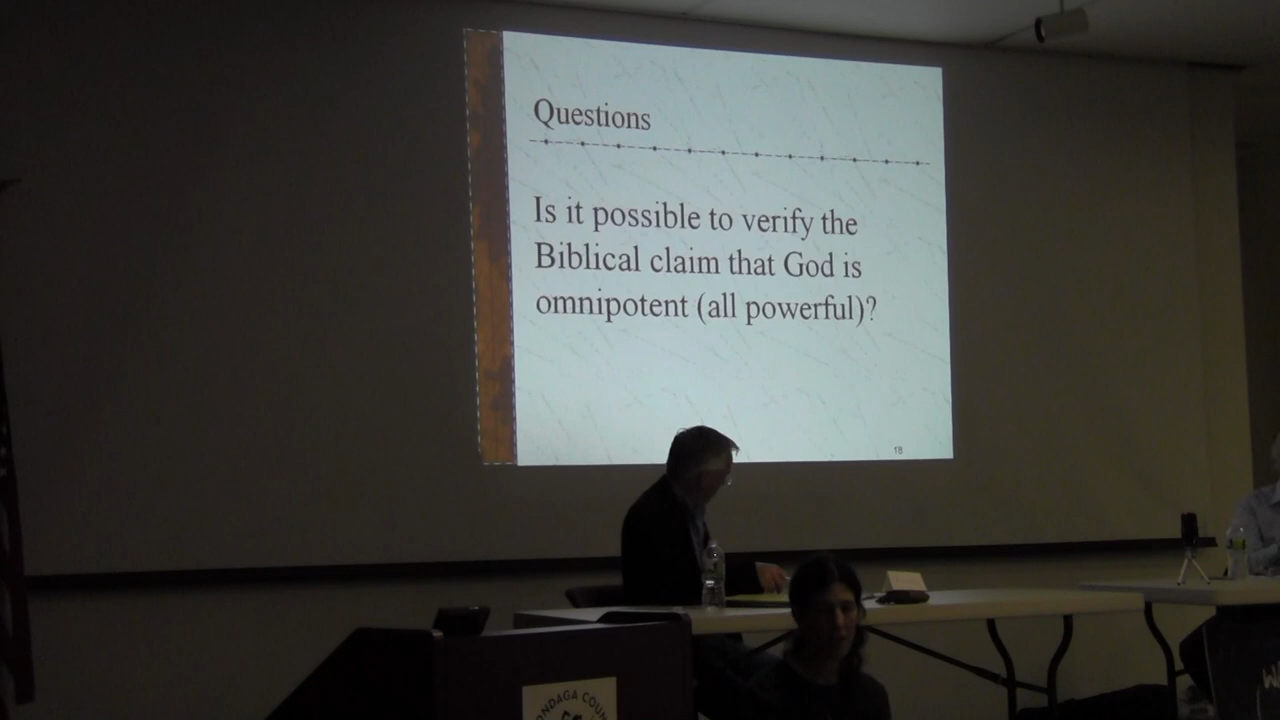 Questions
Is it possible to verify the
Biblical claim that God is
omnipotent (all powerful)?
18